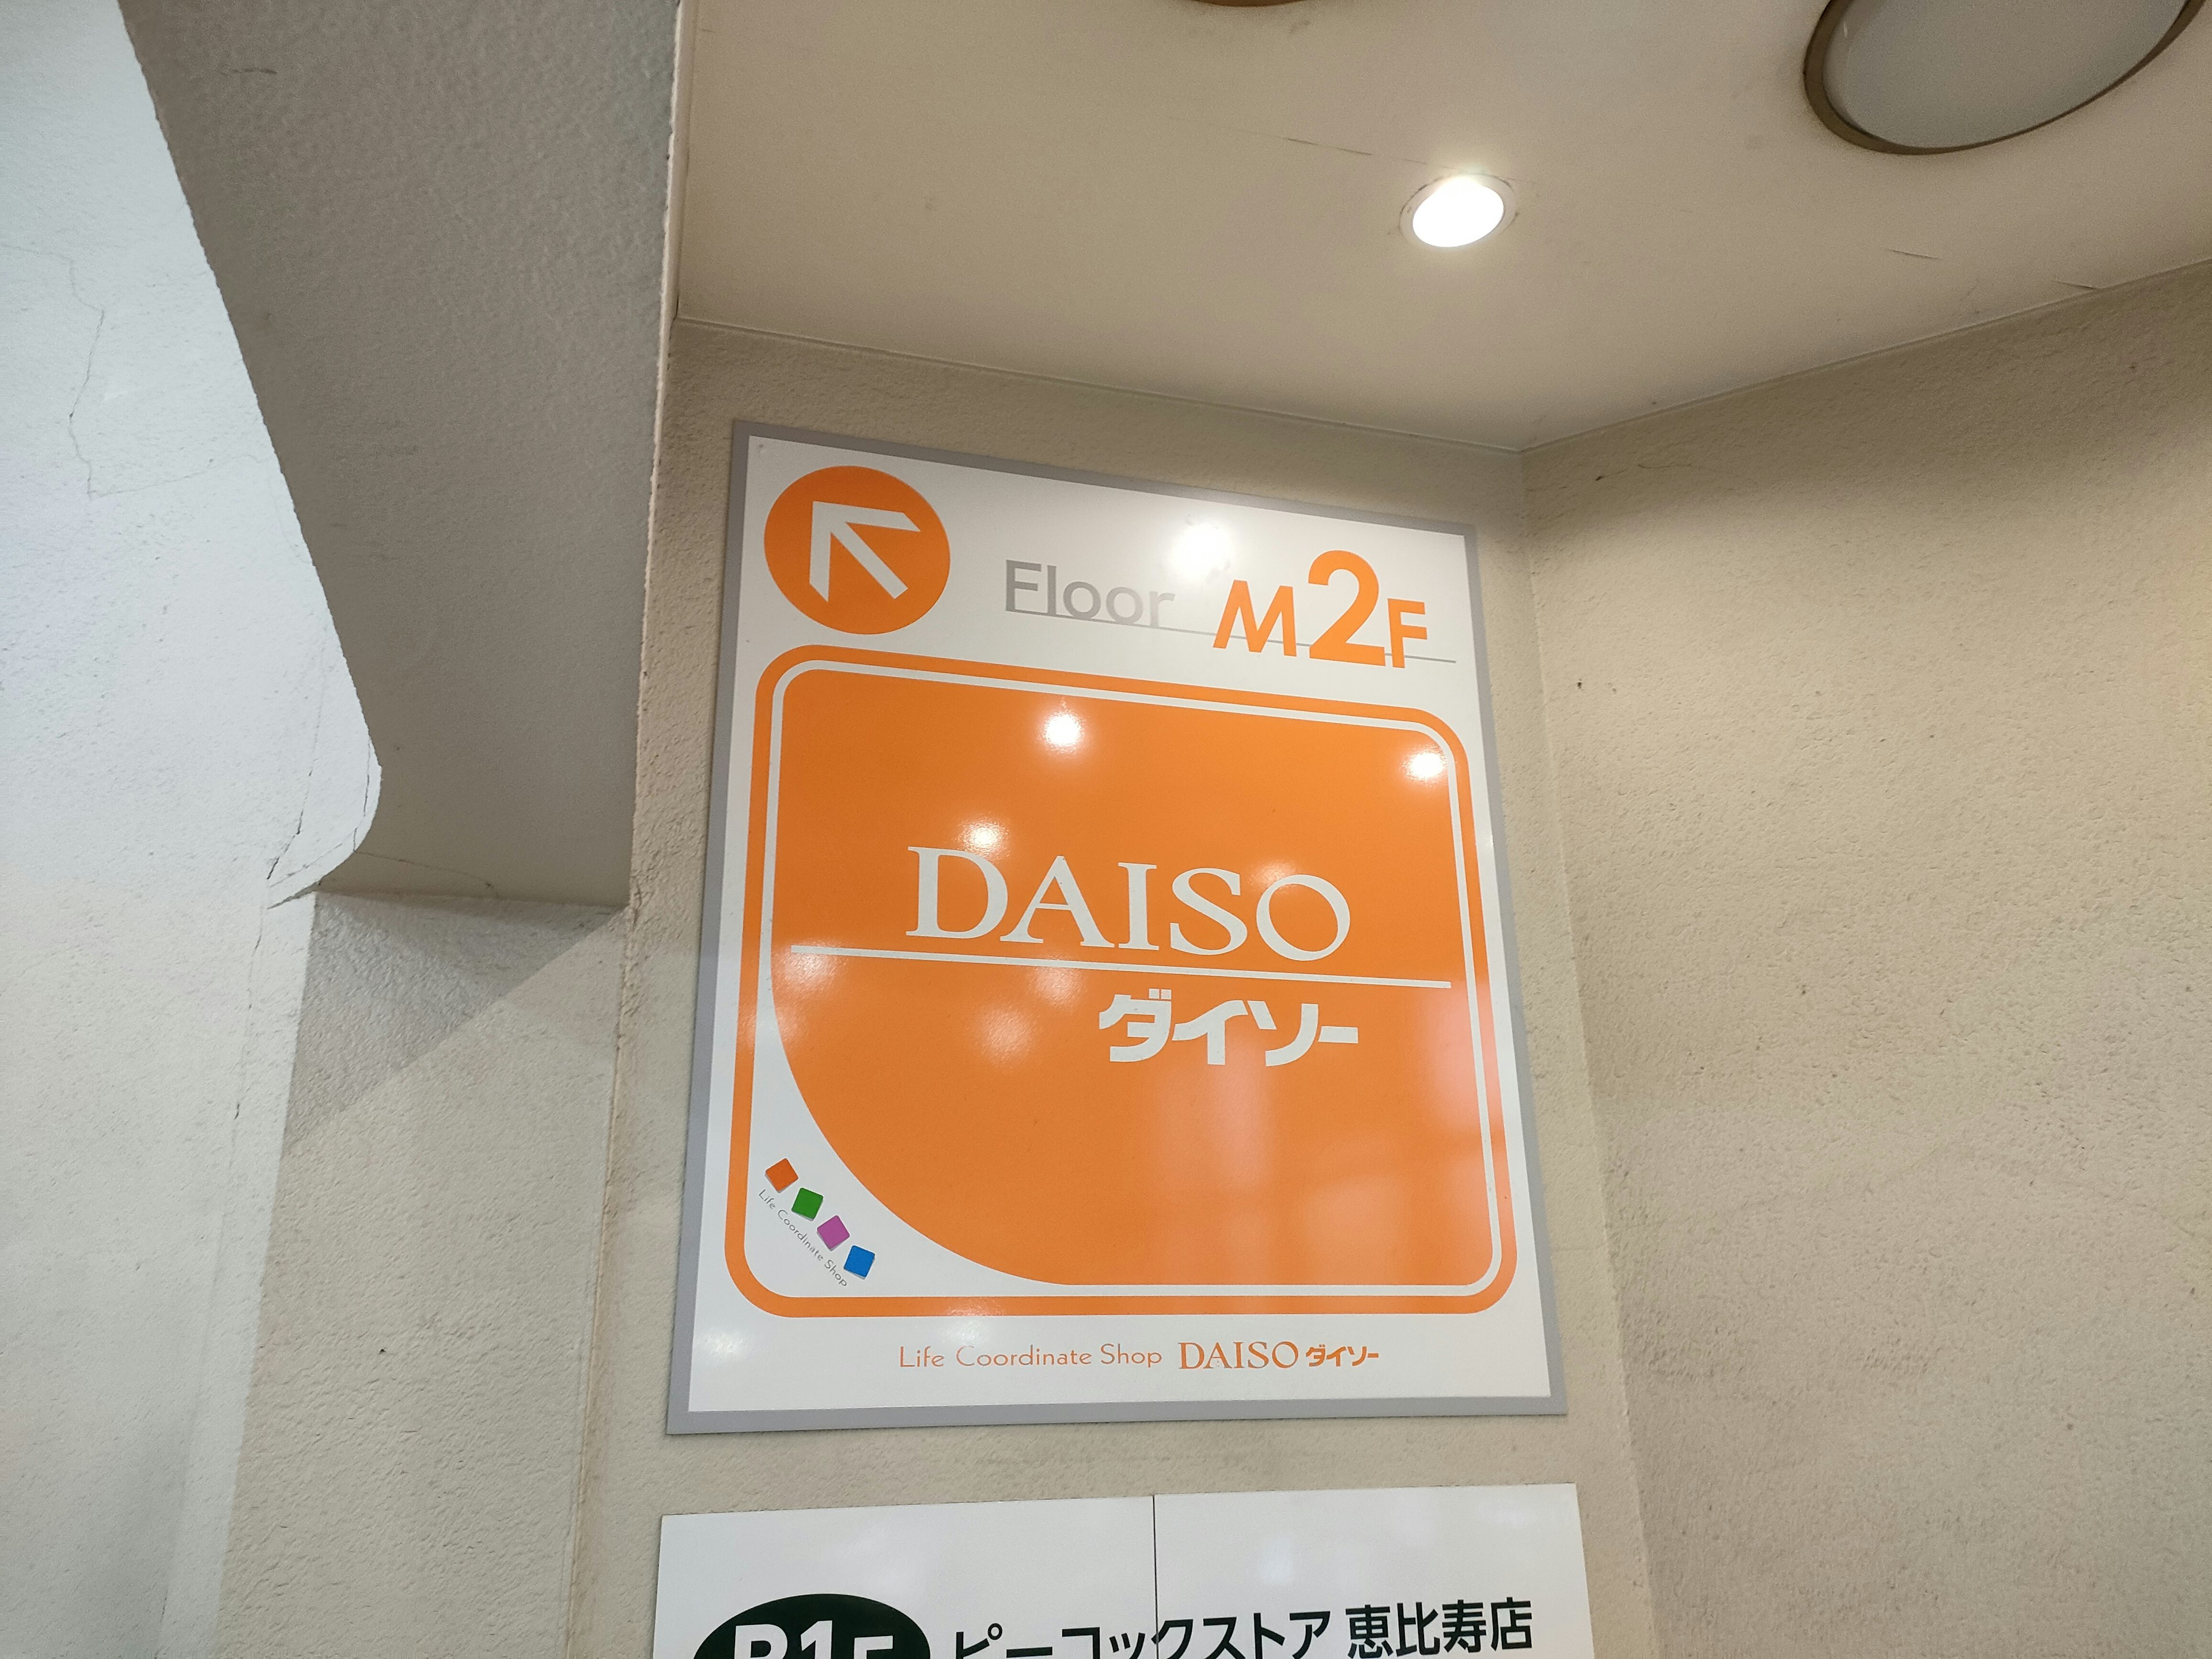 Floor M2F
DAISO
ダイソー
Life Coordinate Shop
Life Coordinate Shop DAISO ダイソー
B1F ピーコックストア 恵比寿店